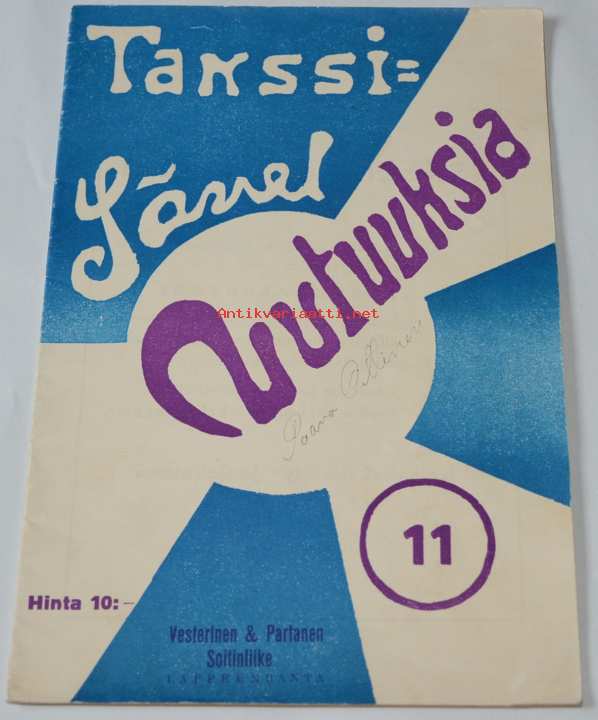 Tanssi=
Sävel
Uutuuksia
Antikvariaatti.net
11
Hinta 10:-
Vesterinen & Partanen
Soitinliike
LAPPEENRANTA